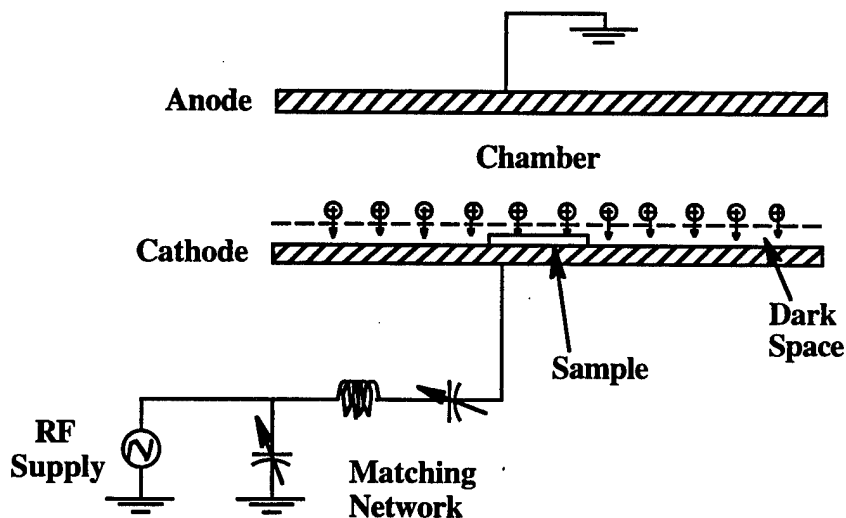 Anode
Chamber
Cathode
Dark
Space
Sample
RF
Supply
Matching
Network